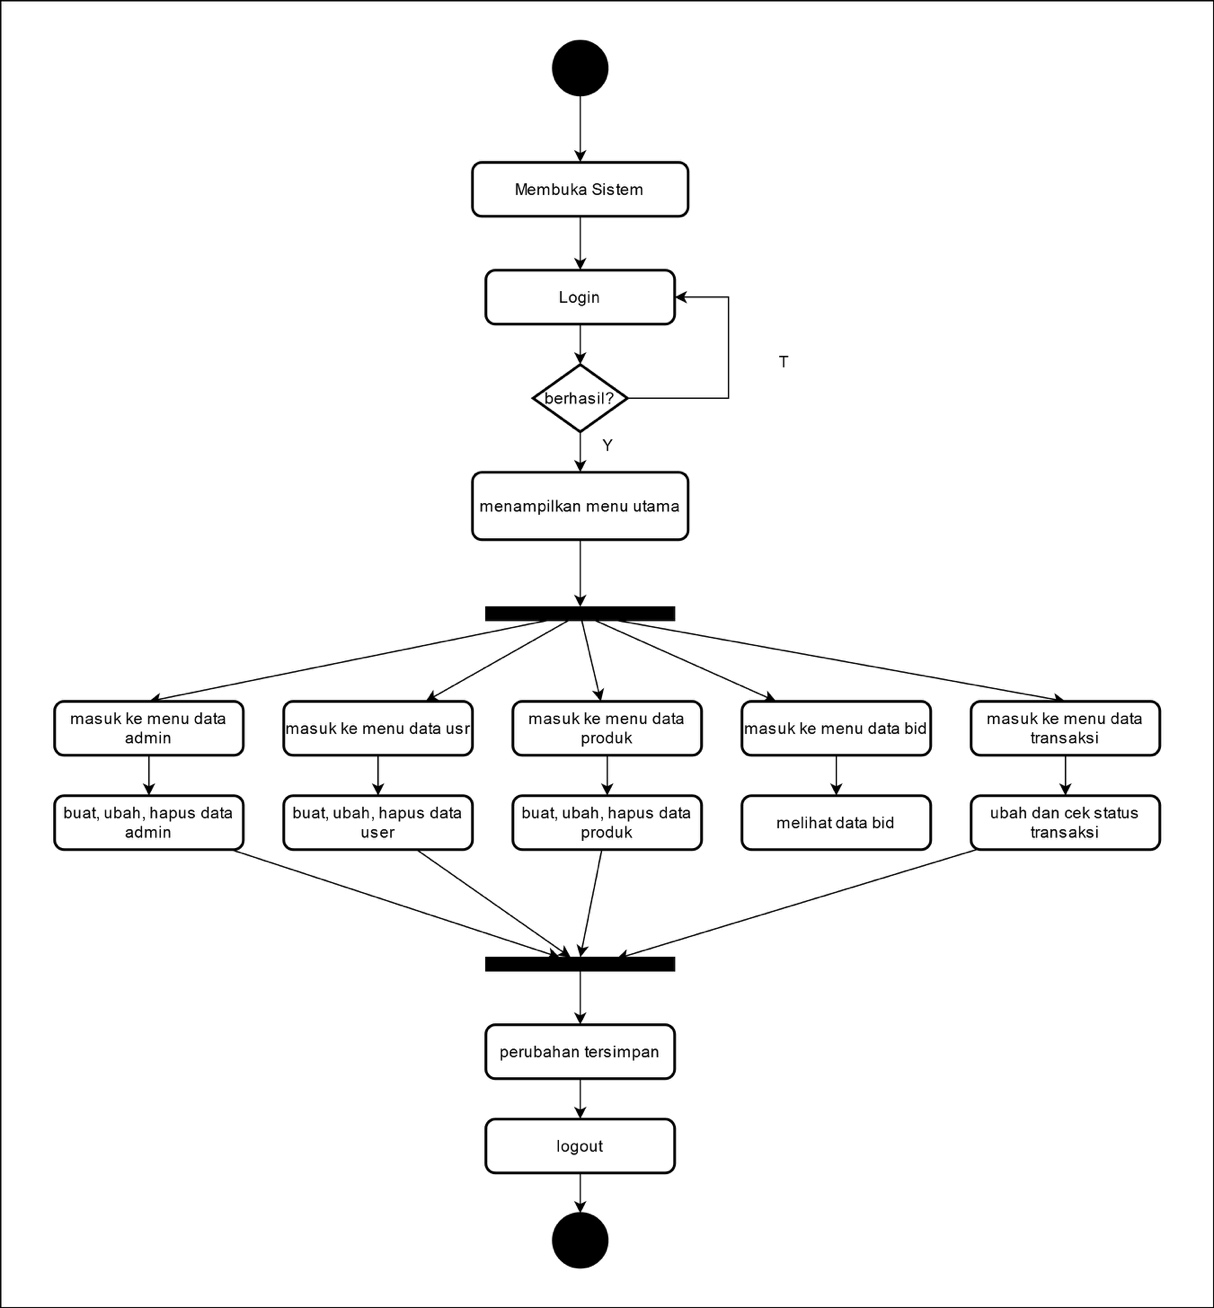 Membuka Sistem
Login
T
berhasil?
Y
menampilkan menu utama
masuk ke menu data
admin
masuk ke menu data usr
masuk ke menu data
produk
masuk ke menu data bid
masuk ke menu data
transaksi
buat, ubah, hapus data
admin
buat, ubah, hapus data
user
buat, ubah, hapus data
produk
melihat data bid
ubah dan cek status
transaksi
perubahan tersimpan
logout